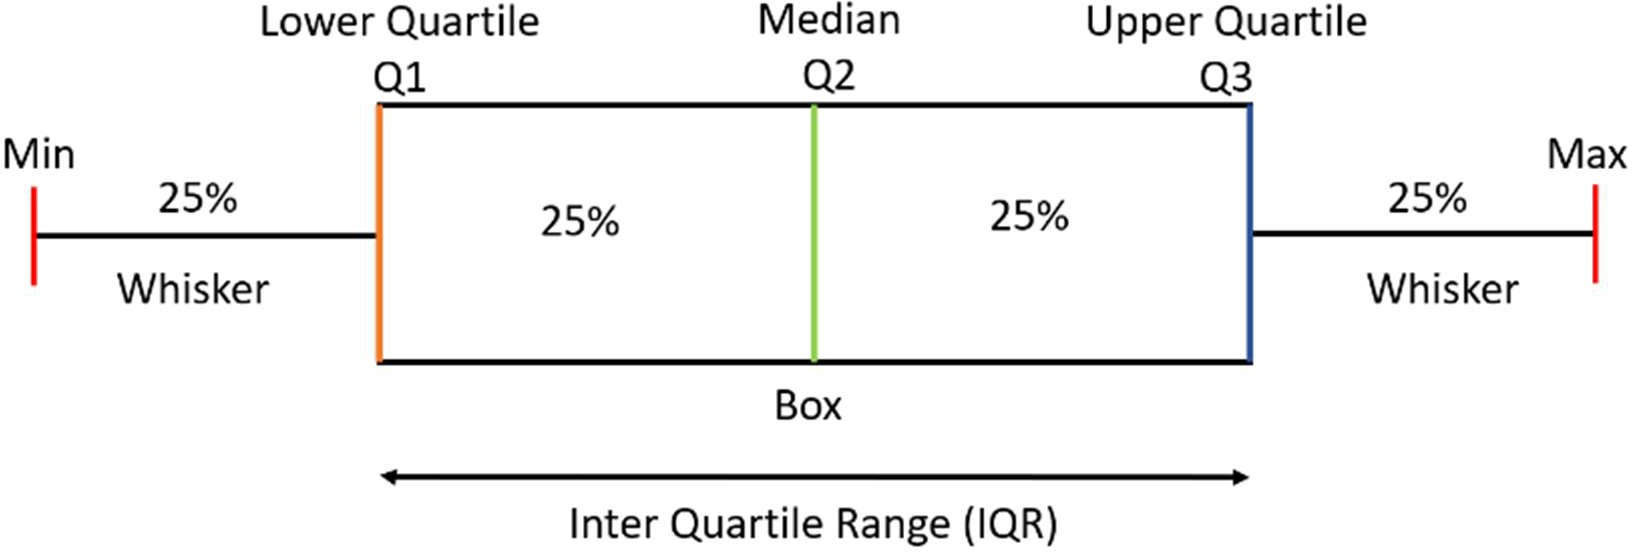 Lower Quartile
Median
Upper Quartile
Q1
Q2
Q3
Min
Max
25%
25%
25%
25%
Whisker
Whisker
Box
Inter Quartile Range (IQR)